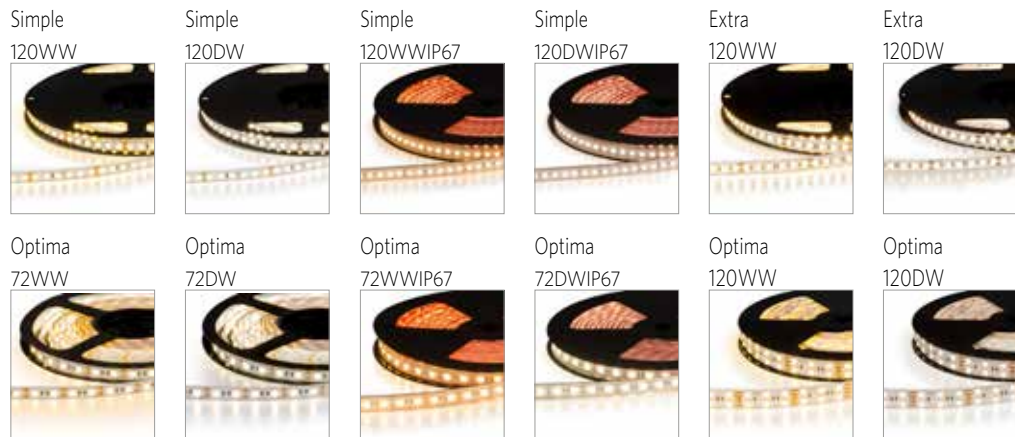 Simple
120WW
Simple
120DW
Simple
120WWIP67
Simple
120DWIP67
Extra
120WW
Extra
120DW
Optima
72WW
Optima
72DW
Optima
72WWIP67
Optima
72DWIP67
Optima
120WW
Optima
120DW